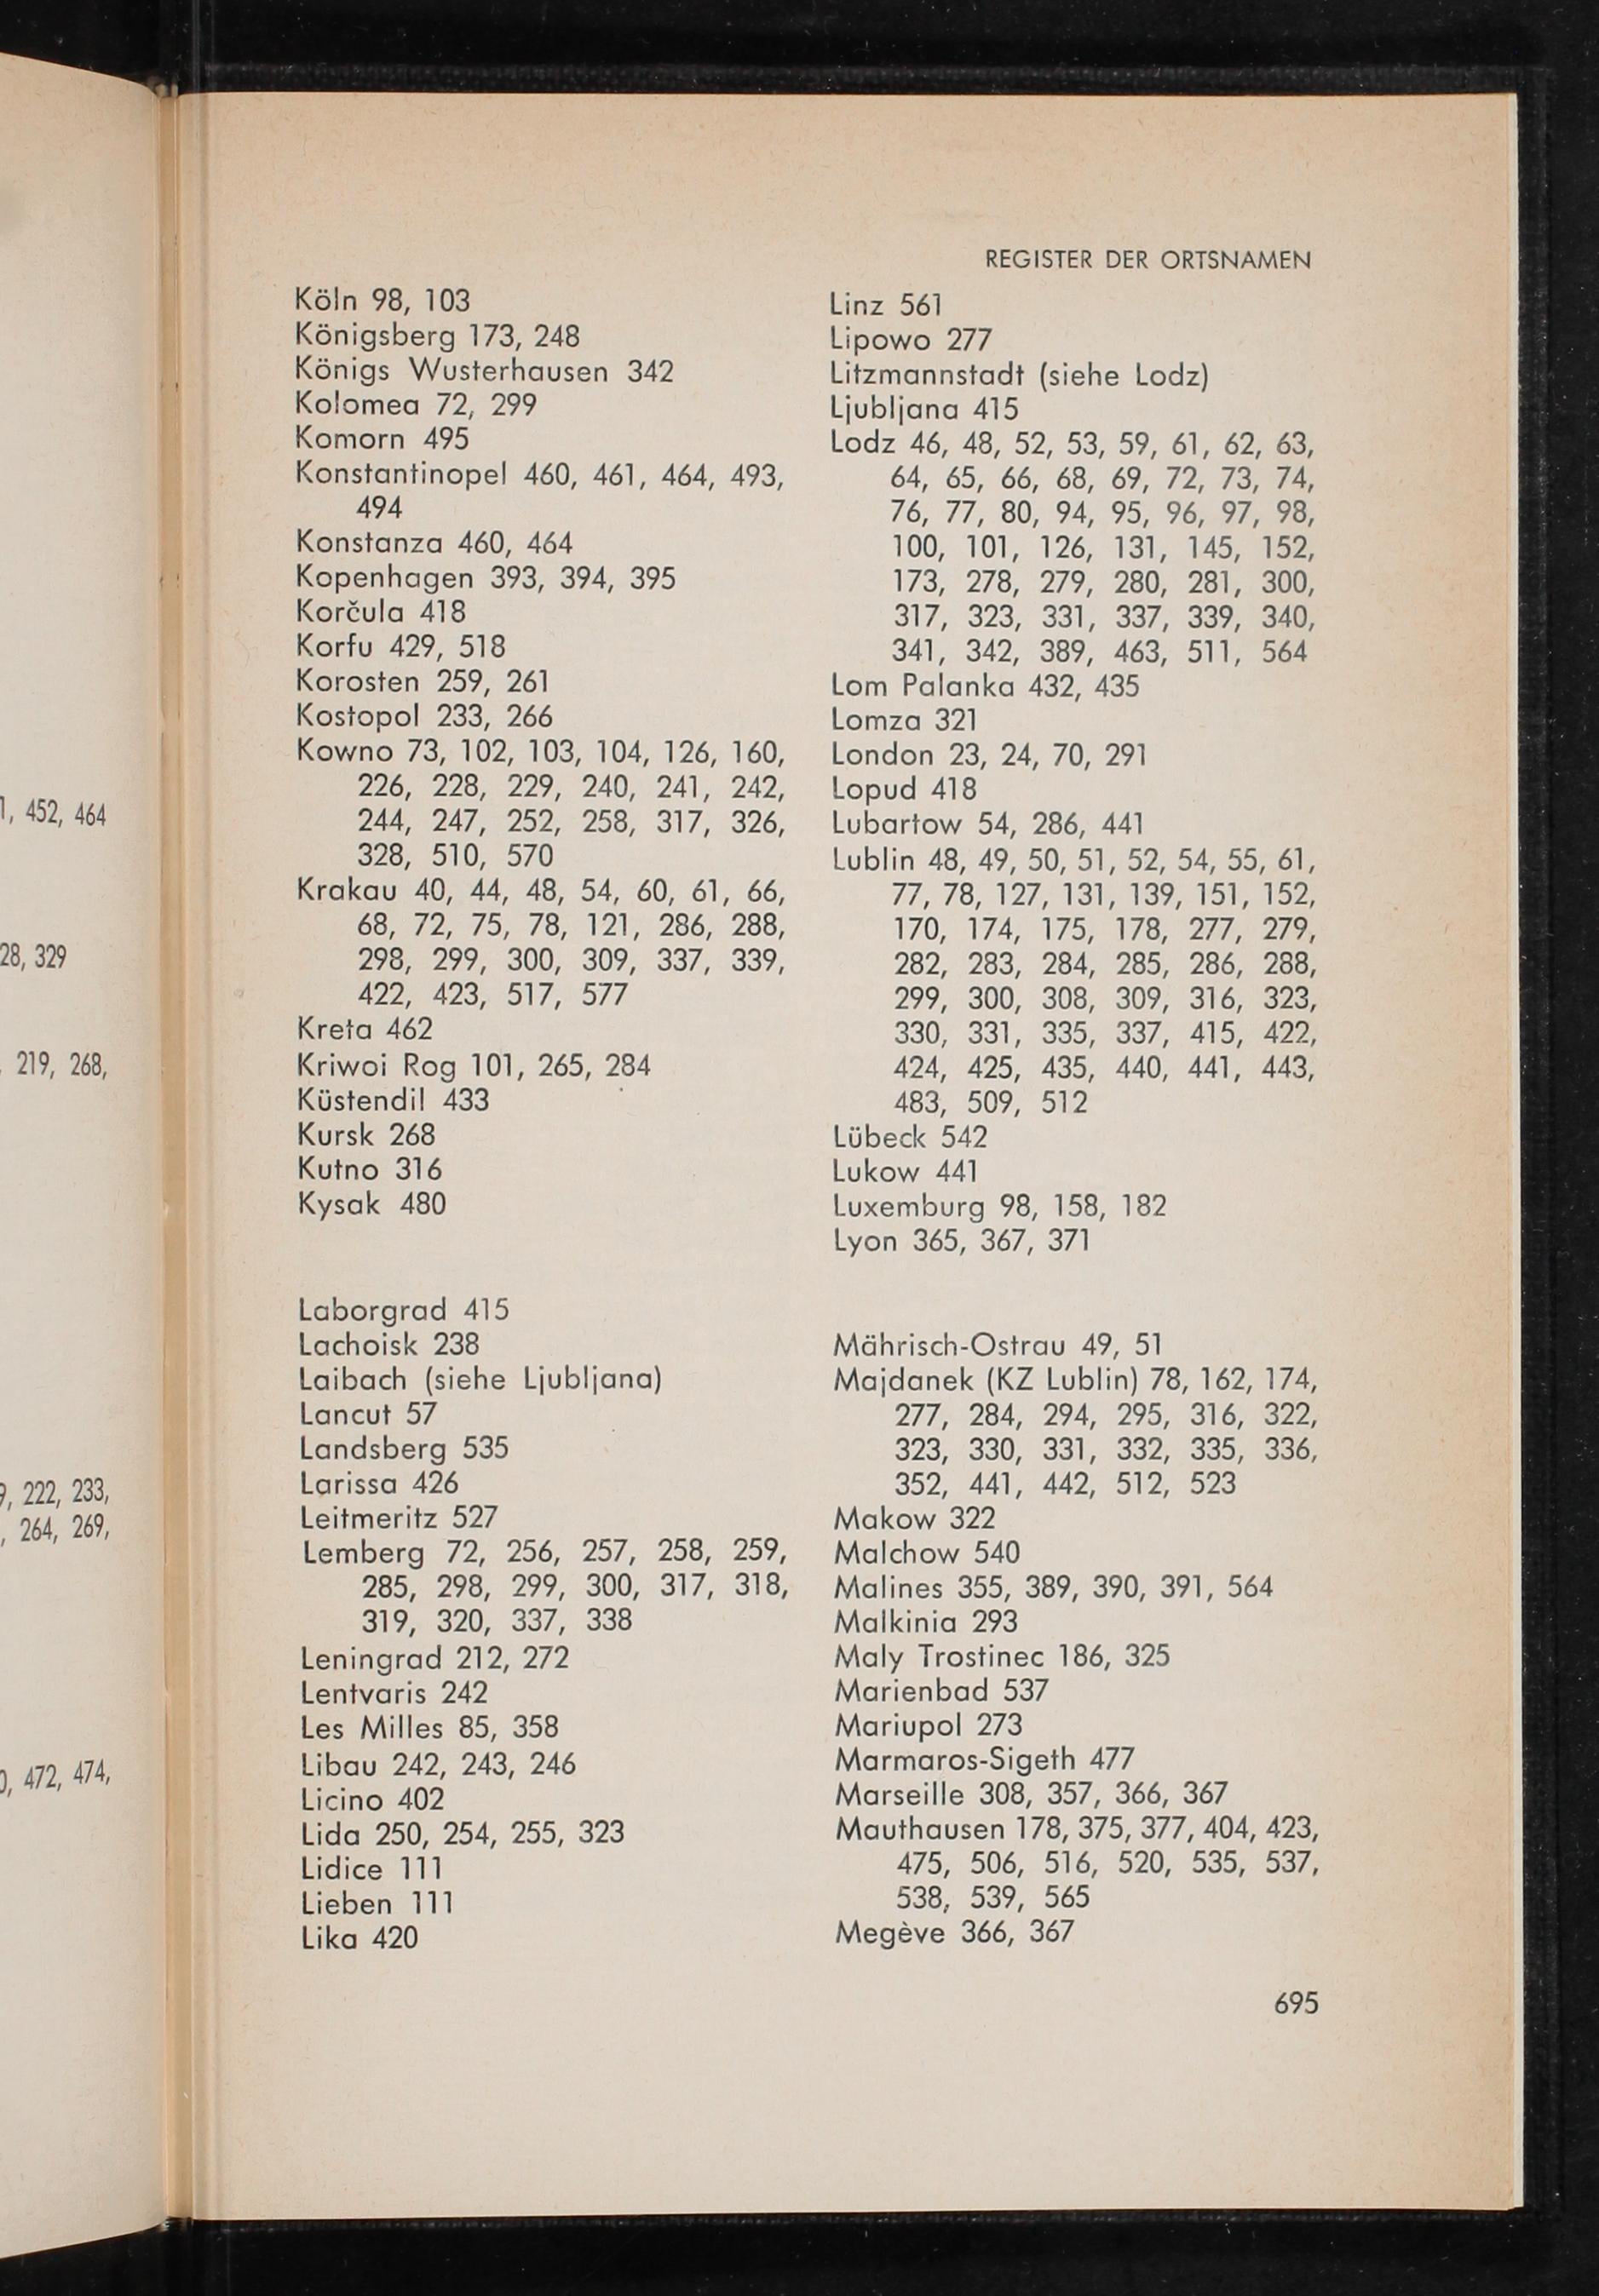 1, 452, 464
28, 329
219, 268,
9, 222, 233,
, 264, 269,
0, 472, 474,
REGISTER DER ORTSNAMEN
Köln 98, 103
Königsberg 173, 248
Königs Wusterhausen 342
Kolomea 72, 299
Komorn 495
Konstantinopel 460, 461, 464, 493,
494
Konstanza 460, 464
Kopenhagen 393, 394, 395
Korčula 418
Korfu 429, 518
Korosten 259, 261
Kostopol 233, 266
Kowno 73, 102, 103, 104, 126, 160,
226, 228, 229, 240, 241, 242,
244, 247, 252, 258, 317, 326,
328, 510, 570
Krakau 40, 44, 48, 54, 60, 61, 66,
68, 72, 75, 78, 121, 286, 288,
298, 299, 300, 309, 337, 339,
422, 423, 517, 577
Kreta 462
Kriwoi Rog 101, 265, 284
Küstendil 433
Kursk 268
Kutno 316
Kysak 480
Laborgrad 415
Lachoisk 238
Laibach (siehe Ljubljana)
Lancut 57
Landsberg 535
Larissa 426
Leitmeritz 527
Lemberg 72, 256, 257, 258, 259,
285, 298, 299, 300, 317, 318,
319, 320, 337, 338
Leningrad 212, 272
Lentvaris 242
Les Milles 85, 358
Libau 242, 243, 246
Licino 402
Lida 250, 254, 255, 323
Lidice 111
Lieben 111
Lika 420
Linz 561
Lipowo 277
Litzmannstadt (siehe Lodz)
Ljubljana 415
Lodz 46, 48, 52, 53, 59, 61, 62, 63,
64, 65, 66, 68, 69, 72, 73, 74,
76, 77, 80, 94, 95, 96, 97, 98,
100, 101, 126, 131, 145, 152,
173, 278, 279, 280, 281, 300,
317, 323, 331, 337, 339, 340,
341, 342, 389, 463, 511, 564
Lom Palanka 432, 435
Lomza 321
London 23, 24, 70, 291
Lopud 418
Lubartow 54, 286, 441
Lublin 48, 49, 50, 51, 52, 54, 55, 61,
77, 78, 127, 131, 139, 151, 152,
170, 174, 175, 178, 277, 279,
282, 283, 284, 285, 286, 288,
299, 300, 308, 309, 316, 323,
330, 331, 335, 337, 415, 422,
424, 425, 435, 440, 441, 443,
483, 509, 512
Lübeck 542
Lukow 441
Luxemburg 98, 158, 182
Lyon 365, 367, 371
Mährisch-Ostrau 49, 51
Majdanek (KZ Lublin) 78, 162, 174,
277, 284, 294, 295, 316, 322,
323, 330, 331, 332, 335, 336,
352, 441, 442, 512, 523
Makow 322
Malchow 540
Malines 355, 389, 390, 391, 564
Malkinia 293
Maly Trostinec 186, 325
Marienbad 537
Mariupol 273
Marmaros-Sigeth 477
Marseille 308, 357, 366, 367
Mauthausen 178, 375, 377, 404, 423,
475, 506, 516, 520, 535, 537,
538, 539, 565
Megève 366, 367
695